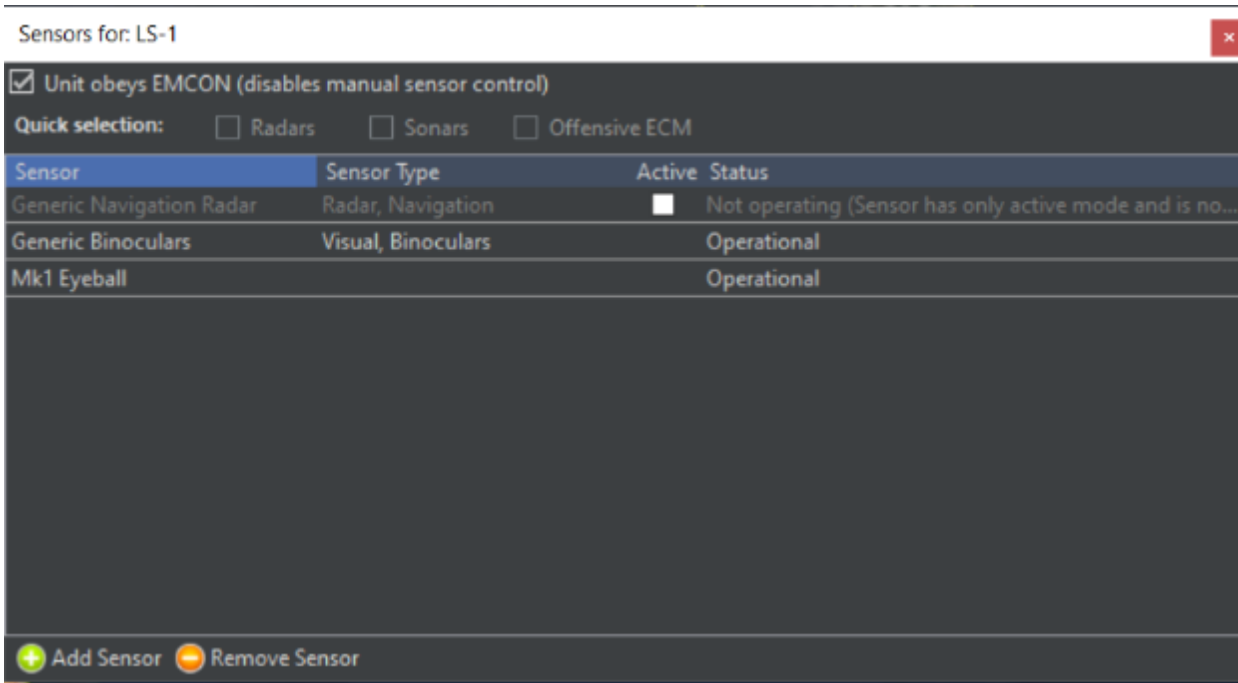 Sensors for: LS-1
Unit obeys EMCON (disables manual sensor control)
Quick selection: Radars Sonars Offensive ECM
Sensor Sensor Type Active Status
Generic Navigation Radar Radar, Navigation Not operating (Sensor has only active mode and is no...
Generic Binoculars Visual, Binoculars Operational
Mk1 Eyeball Operational
Add Sensor Remove Sensor